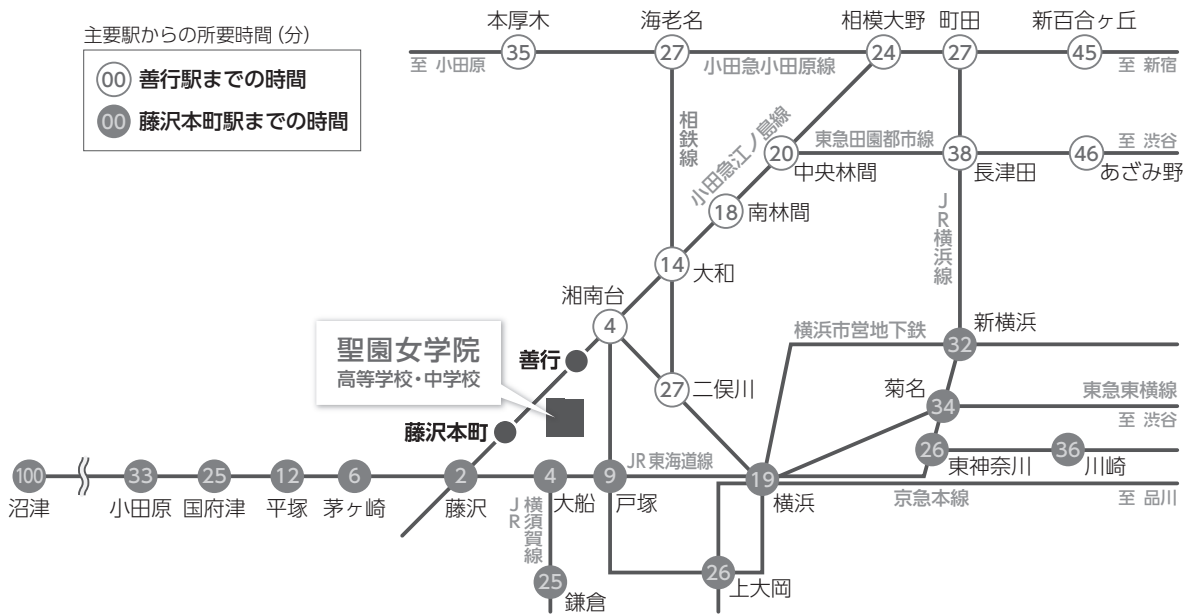 主要駅からの所要時間(分)
00 善行駅までの時間
00 藤沢本町駅までの時間
本厚木
海老名
相模大野
町田
新百合ヶ丘
35
27
24
27
45
至 小田原
小田急小田原線
至 新宿
相鉄線
小田急江ノ島線
東急田園都市線
至 渋谷
20
38
46
中央林間
長津田
あざみ野
18
南林間
JR横浜線
14
大和
湘南台
4
横浜市営地下鉄
新横浜
32
聖園女学院
高等学校・中学校
善行
27
二俣川
菊名
34
東急東横線
至 渋谷
藤沢本町
26
東神奈川
36
川崎
JR東海道線
100
33
25
12
6
2
4
9
19
沼津
小田原
国府津
平塚
茅ヶ崎
藤沢
大船
戸塚
横浜
京急本線
至 品川
JR横須賀線
25
鎌倉
26
上大岡